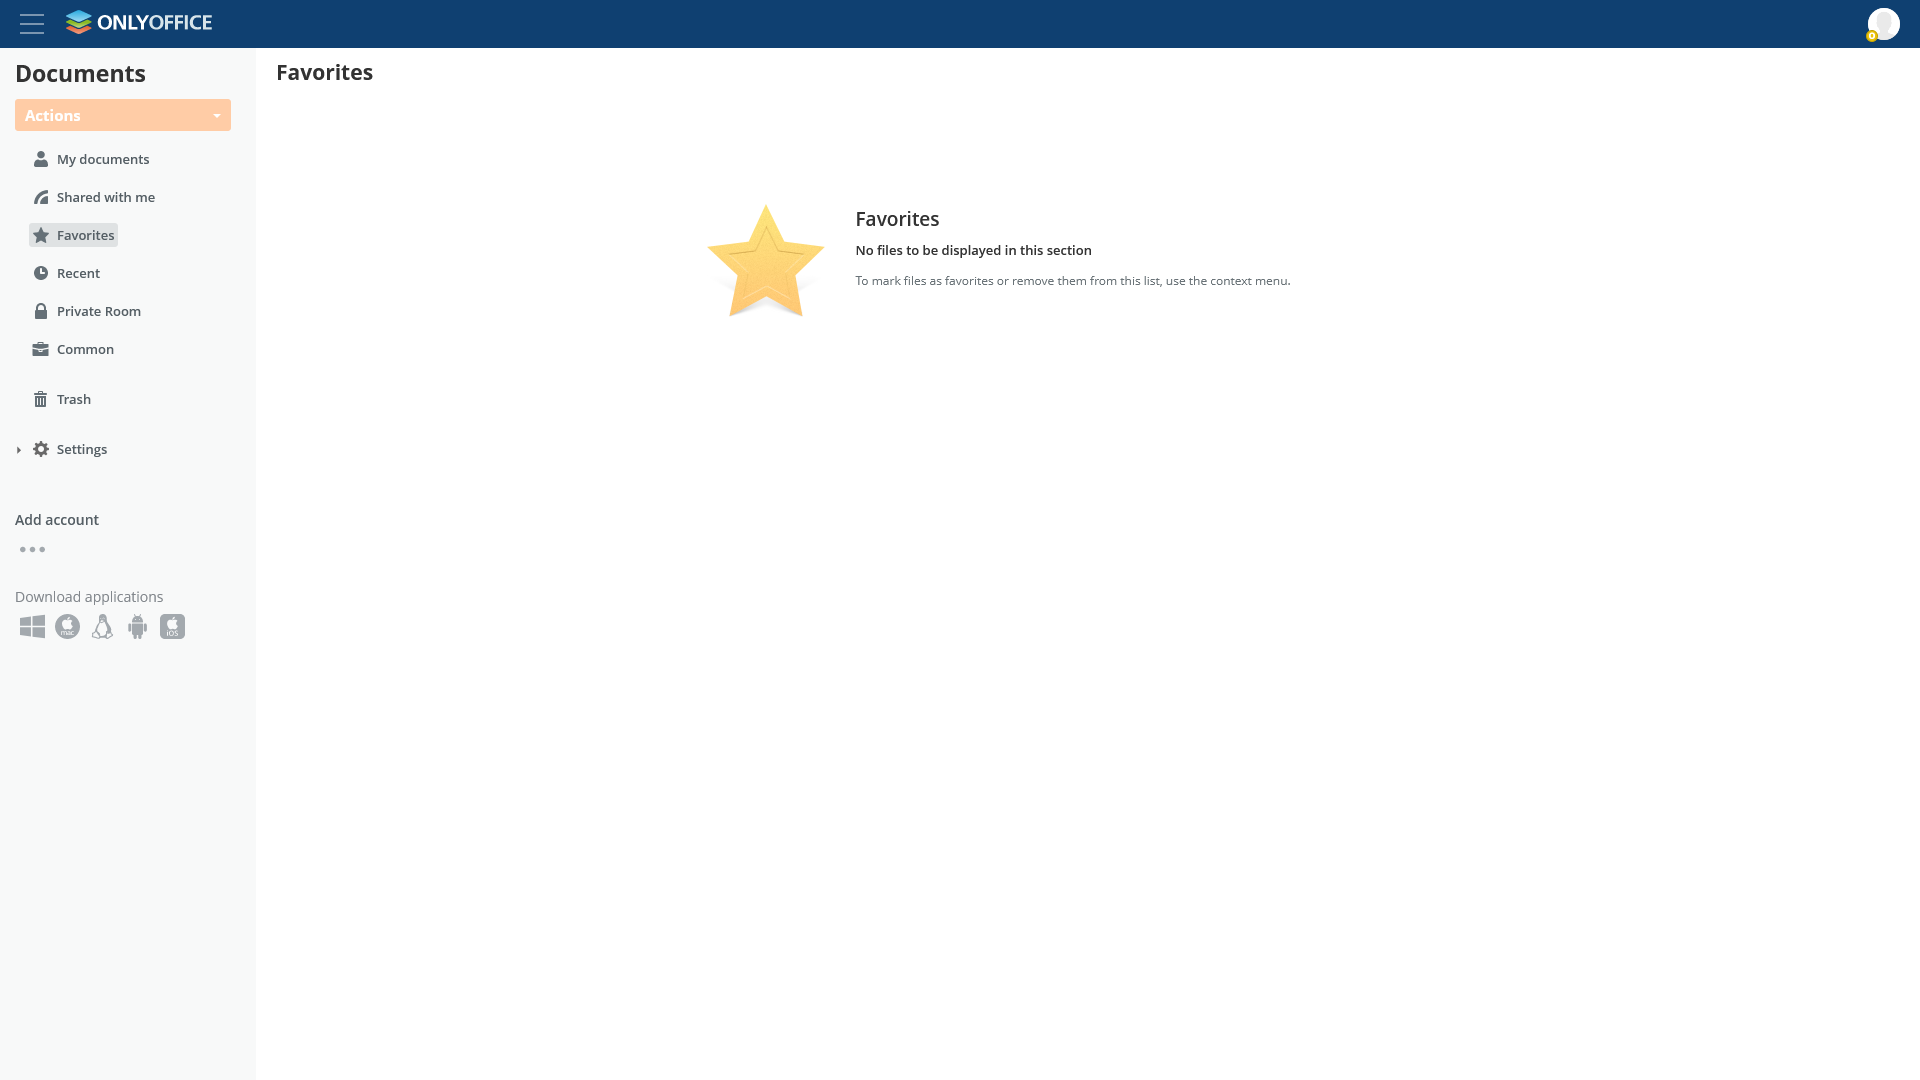 ONLYOFFICE
Documents
Actions
My documents
Shared with me
Favorites
Recent
Private Room
Common
Trash
Settings
Add account
Download applications
mac
iOS
Favorites
Favorites
No files to be displayed in this section
To mark files as favorites or remove them from this list, use the context menu.